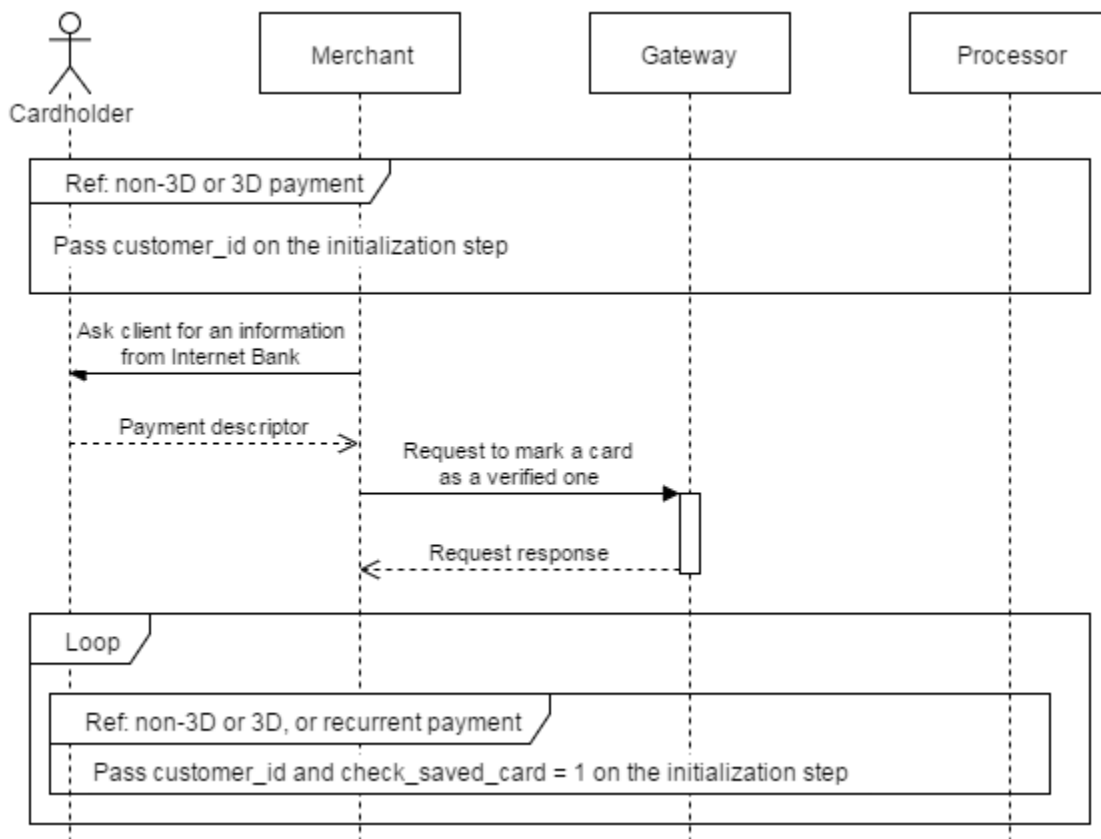 Cardholder
Merchant
Gateway
Processor
Ref: non-3D or 3D payment
Pass customer_id on the initialization step
Ask client for an information
from Internet Bank
Payment descriptor
Request to mark a card
as a verified one
Request response
Loop
Ref: non-3D or 3D, or recurrent payment
Pass customer_id and check_saved_card = 1 on the initialization step